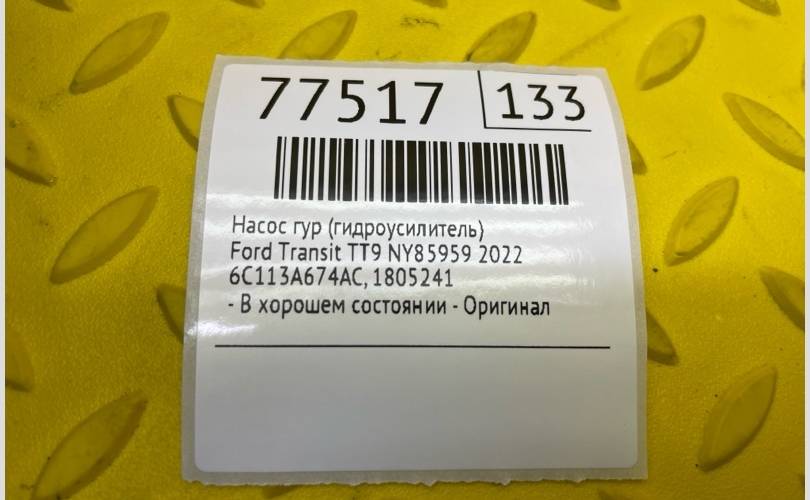 77517 133
Насос гур (гидроусилитель)
Ford Transit TT9 NY85959 2022
6C113A674AC, 1805241
- В хорошем состоянии - Оригинал